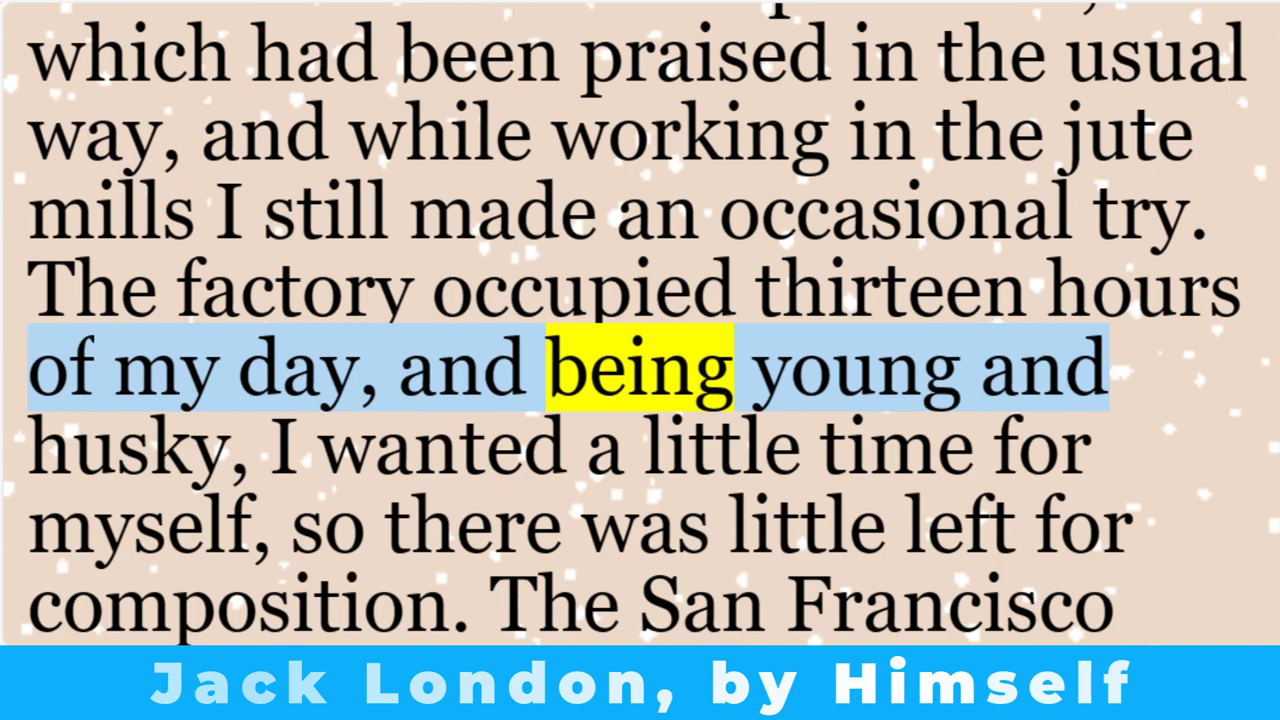 which had been praised in the usual
way, and while working in the jute
mills I still made an occasional try.
The factory occupied thirteen hours
of my day, and being young and
husky, I wanted a little time for
myself, so there was little left for
composition. The San Francisco
Jack London, by Himself